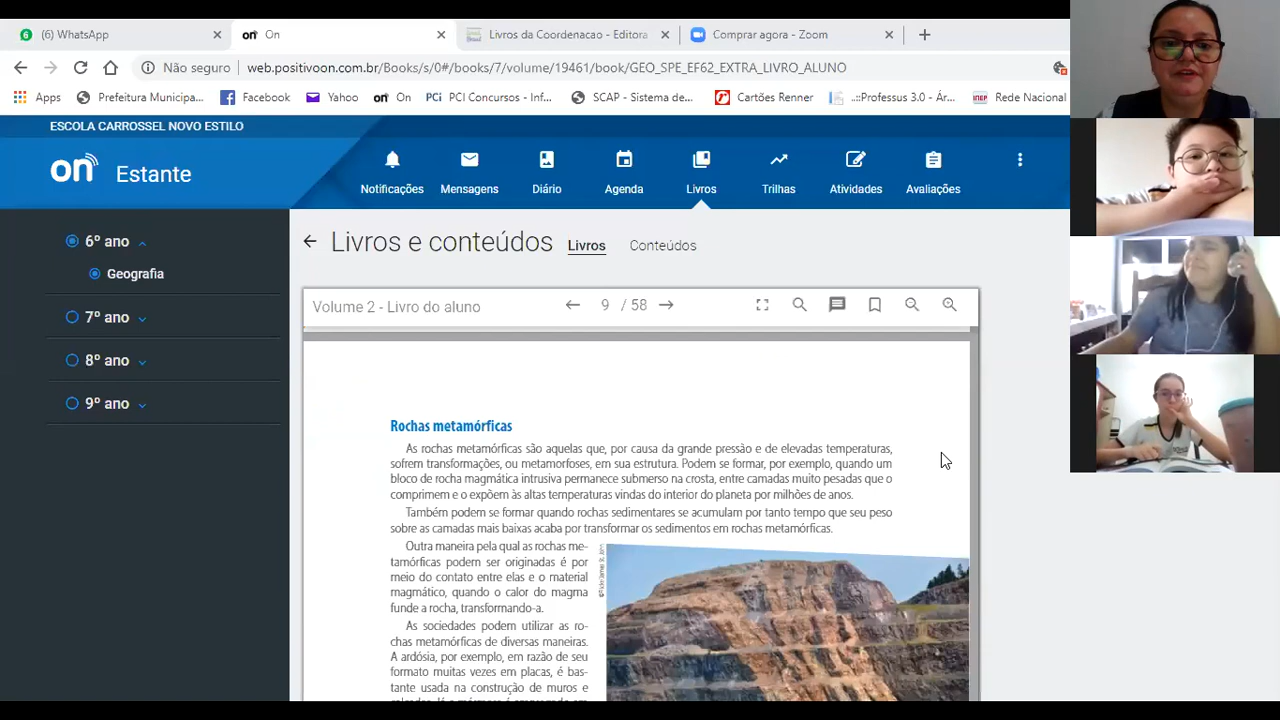 (6) WhatsApp
On
Livros da Coordenacao - Editora
Comprar agora - Zoom
Não seguro
web.positivoon.com.br/Books/s/0#/books/7/volume/19461/book/GEO_SPE_EF62_EXTRA_LIVRO_ALUNO
Apps
Prefeitura Municipa...
Facebook
Yahoo
On
PCI Concursos - Inf...
SCAP - Sistema de...
Cartões Renner
..::Professus 3.0 - Ár...
Rede Nacional
ESCOLA CARROSSEL NOVO ESTILO
on Estante
Notificações
Mensagens
Diário
Agenda
Livros
Trilhas
Atividades
Avaliações
6º ano
Geografia
7º ano
8º ano
9º ano
Livros e conteúdos
Livros
Conteúdos
Volume 2 - Livro do aluno
9 / 58
Rochas metamórficas
As rochas metamórficas são aquelas que, por causa da grande pressão e de elevadas temperaturas,
sofrem transformações, ou metamorfoses, em sua estrutura. Podem se formar, por exemplo, quando um
bloco de rocha magmática intrusiva permanece submerso na crosta, entre camadas muito pesadas que o
comprimem e o expõem às altas temperaturas vindas do interior do planeta por milhões de anos.
Também podem se formar quando rochas sedimentares se acumulam por tanto tempo que seu peso
sobre as camadas mais baixas acaba por transformar os sedimentos em rochas metamórficas.
Outra maneira pela qual as rochas me-
tamórficas podem ser originadas é por
meio do contato entre elas e o material
magmático, quando o calor do magma
funde a rocha, transformando-a.
As sociedades podem utilizar as ro-
chas metamórficas de diversas maneiras.
A ardósia, por exemplo, em razão de seu
formato muitas vezes em placas, é bas-
tante usada na construção de muros e